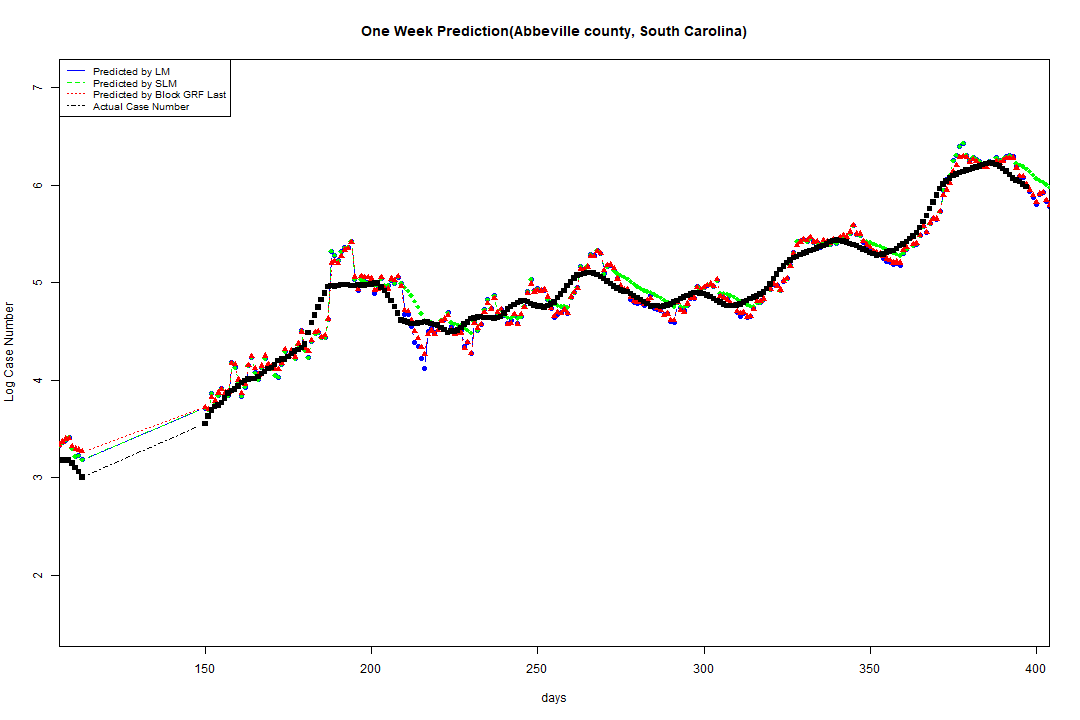 One Week Prediction(Abbeville county, South Carolina)
Predicted by LM
Predicted by SLM
Predicted by Block GRF Last
Actual Case Number
7
6
5
4
3
2
Log Case Number
150
200
250
300
350
400
days